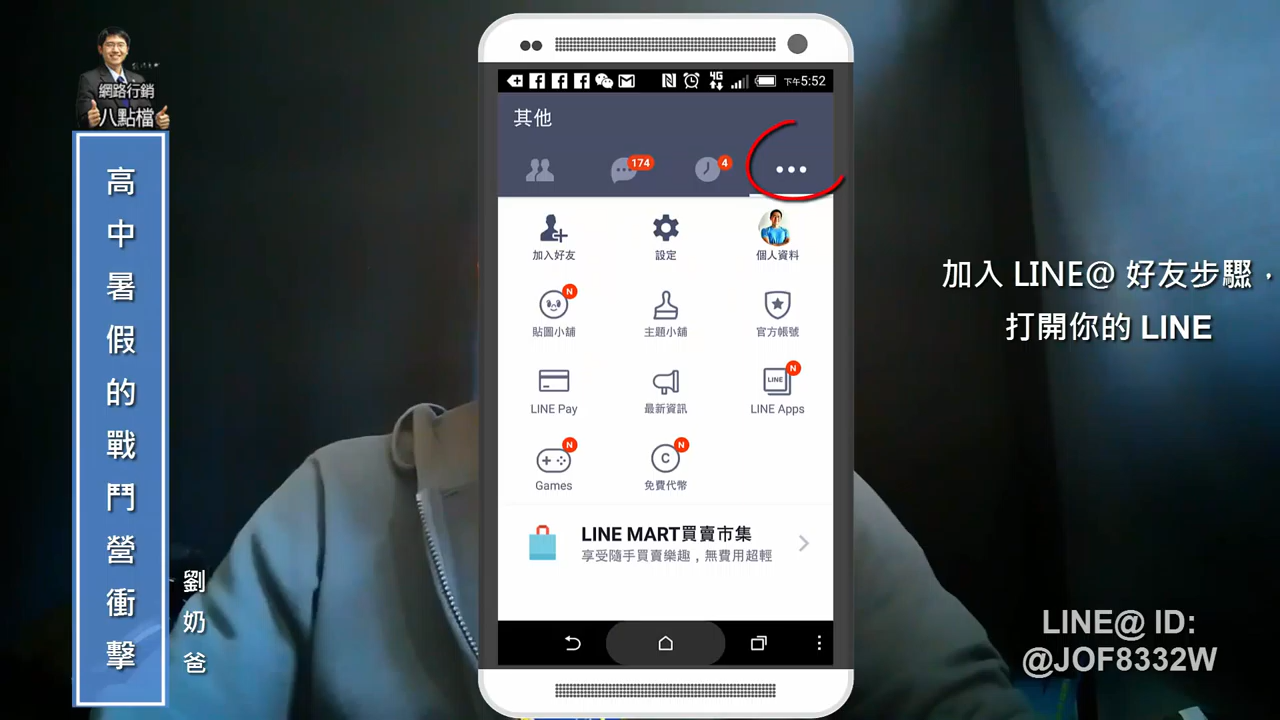 網路行銷
八點檔
高中暑假的戰鬥營衝擊
劉奶爸
4G
下午5:52
其他
174
4
加入好友
設定
個人資料
N
貼圖小舖
主題小舖
官方帳號
LINE
N
LINE Pay
最新資訊
LINE Apps
N
C
N
Games
免費代幣
LINE MART買賣市集
享受隨手買賣樂趣,無費用超輕
加入 LINE@ 好友步驟,
打開你的 LINE
LINE@ ID:
@JOF8332W